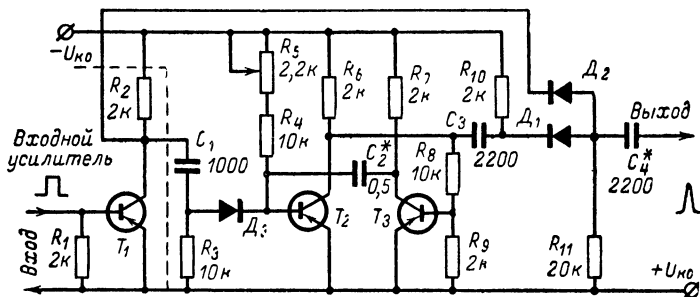 −Uко
R₂
2к
R₅
2,2к
R₄
10к
R₆
2к
R₇
2к
R₁₀
2к
Д₂
Выход
Входной
усилитель
C₁
1000
C₂*
0,5
C₃
2200
Д₁
C₄*
2200
R₈
10к
T₁
Д₃
T₂
T₃
Вход
R₁
2к
R₃
10к
R₉
2к
R₁₁
20к
+Uко